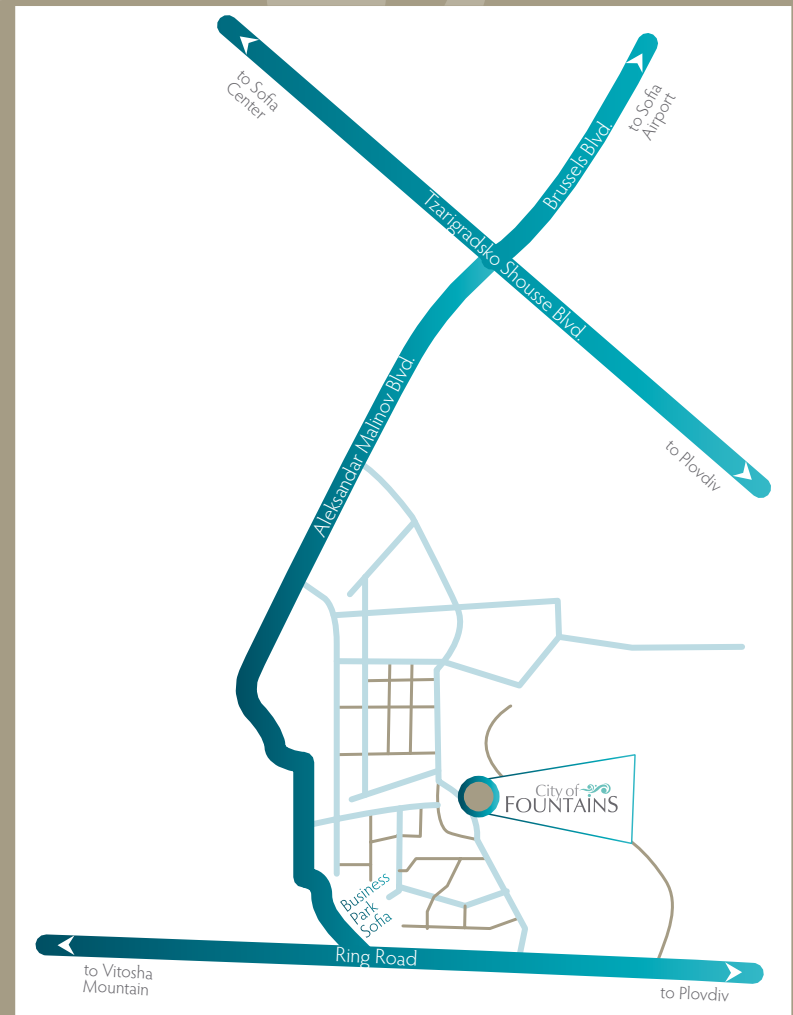 to Sofia
Center
to Sofia
Airport
Brussels Blvd.
Tzarigradsko Shousse Blvd.
Aleksandar Malinov Blvd.
to Plovdiv
City of
FOUNTAINS
Business
Park
Sofia
Ring Road
to Vitosha
Mountain
to Plovdiv